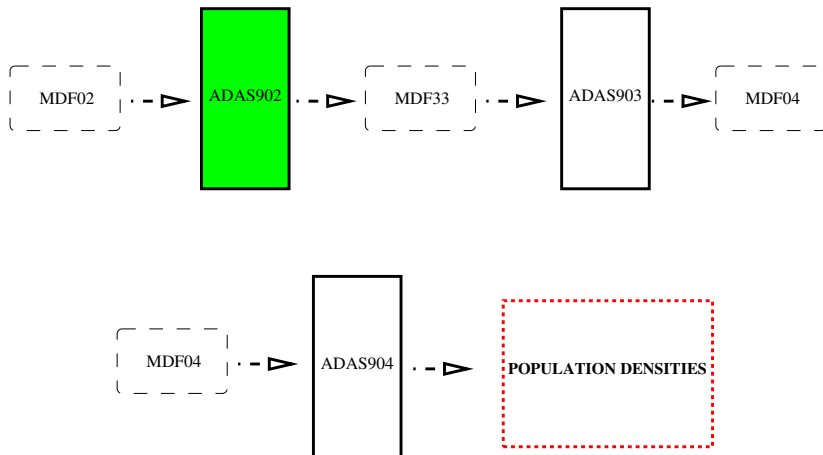 MDF02
ADAS902
MDF33
ADAS903
MDF04
MDF04
ADAS904
POPULATION DENSITIES